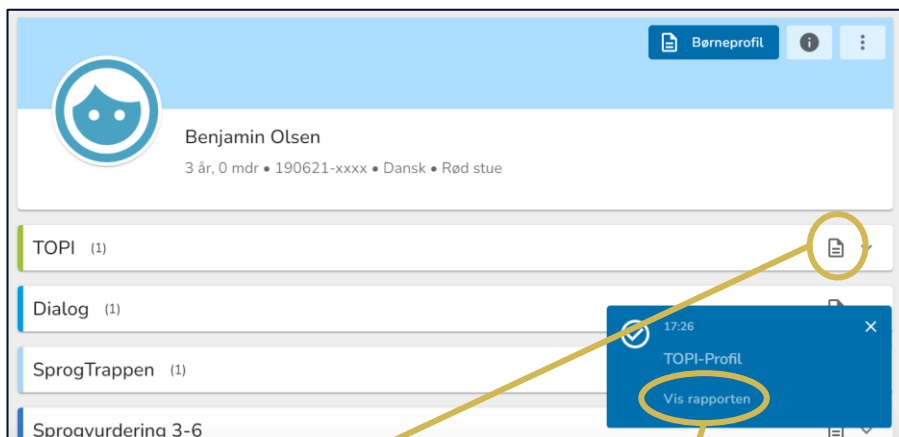 Børneprofil
Benjamin Olsen
3 år, 0 mdr • 190621-xxxx • Dansk • Rød stue
TOPI (1)
Dialog (1)
17:26
TOPI-Profil
Vis rapporten
SprogTrappen (1)
Sprogvurdering 3-6